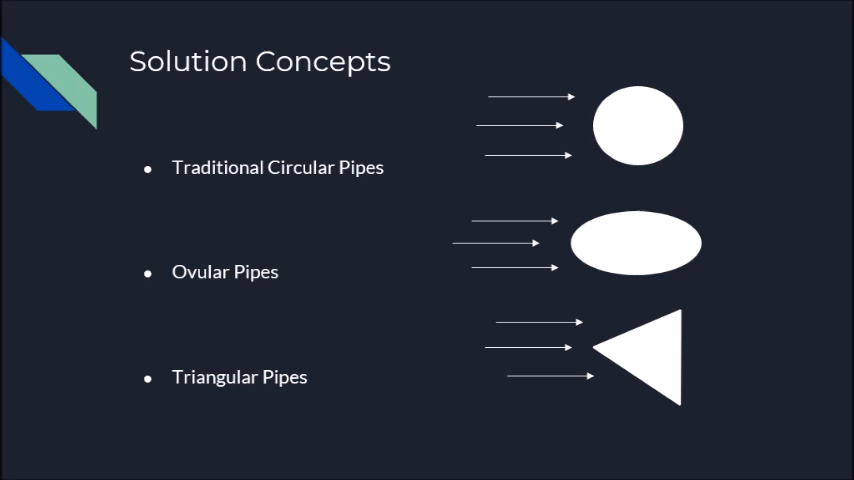 Solution Concepts
Traditional Circular Pipes
Ovular Pipes
Triangular Pipes